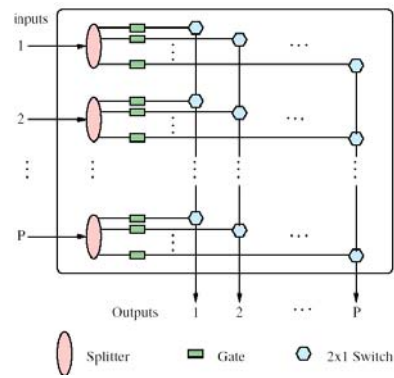 inputs
1
2
P
Outputs 1 2 ... P
Splitter Gate 2x1 Switch